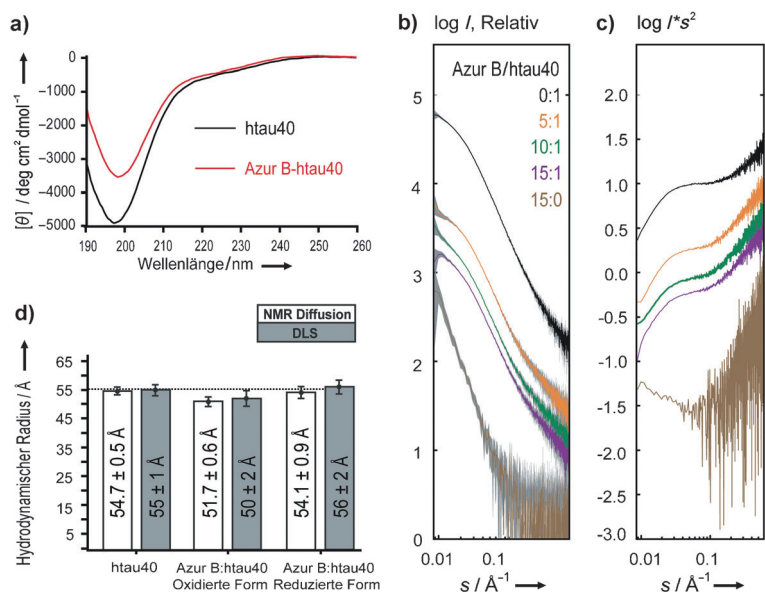 a)
[θ] / deg cm² dmol⁻¹
0
−1000
−2000
−3000
−4000
−5000
htau40
Azur B-htau40
190 200 210 220 230 240 250 260
Wellenlänge/nm
b) log I, Relativ
Azur B/htau40
0:1
5:1
10:1
15:1
15:0
5
4
3
2
1
0
0.01 0.1
s / Å⁻¹
c) log I*s²
2.0
1.5
1.0
0.5
0.0
-0.5
-1.0
-1.5
-2.0
-2.5
-3.0
0.01 0.1
s / Å⁻¹
d)
NMR Diffusion
DLS
Hydrodynamischer Radius / Å
65
55
45
35
25
15
5
54.7 ± 0.5 Å
55 ± 1 Å
51.7 ± 0.6 Å
50 ± 2 Å
54.1 ± 0.9 Å
56 ± 2 Å
htau40
Azur B:htau40
Oxidierte Form
Azur B:htau40
Reduzierte Form